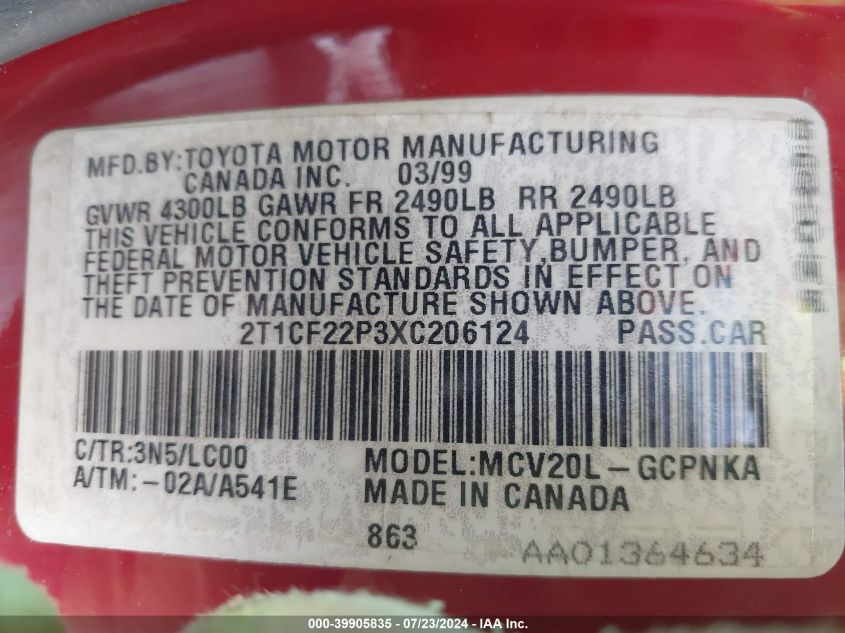 MFD.BY:TOYOTA MOTOR MANUFACTURING
CANADA INC. 03/99
GVWR 4300LB GAWR FR 2490LB RR 2490LB
THIS VEHICLE CONFORMS TO ALL APPLICABLE
FEDERAL MOTOR VEHICLE SAFETY,BUMPER, AND
THEFT PREVENTION STANDARDS IN EFFECT ON
THE DATE OF MANUFACTURE SHOWN ABOVE.
2T1CF22P3XC206124 PASS.CAR
C/TR:3N5/LC00 MODEL:MCV20L-GCPNKA
A/TM:-02A/A541E MADE IN CANADA
863 AA01364634
000-39905835 - 07/23/2024 - IAA Inc.